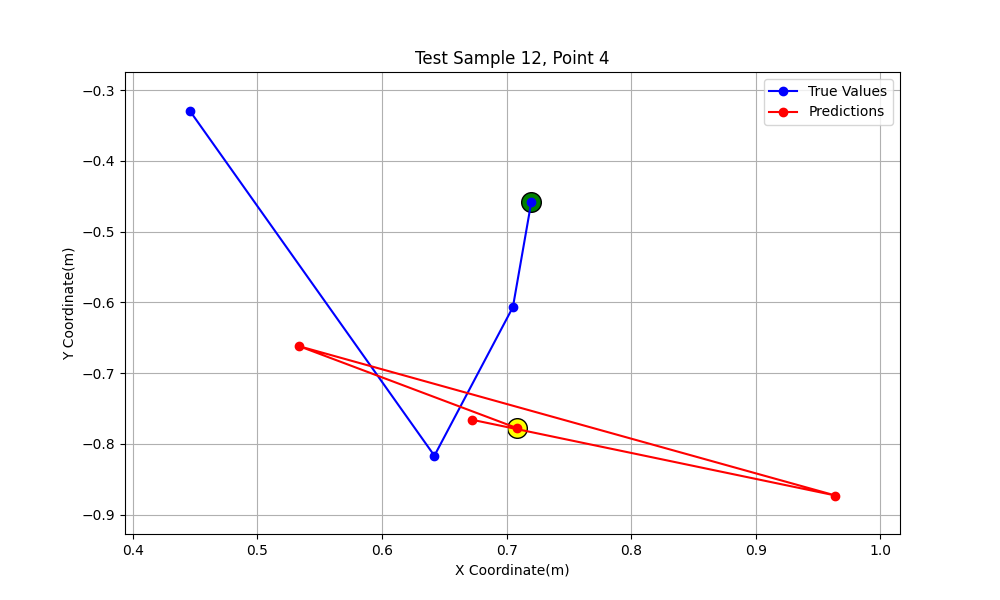 Test Sample 12, Point 4
True Values
Predictions
−0.3
−0.4
−0.5
−0.6
−0.7
−0.8
−0.9
Y Coordinate(m)
0.4 0.5 0.6 0.7 0.8 0.9 1.0
X Coordinate(m)